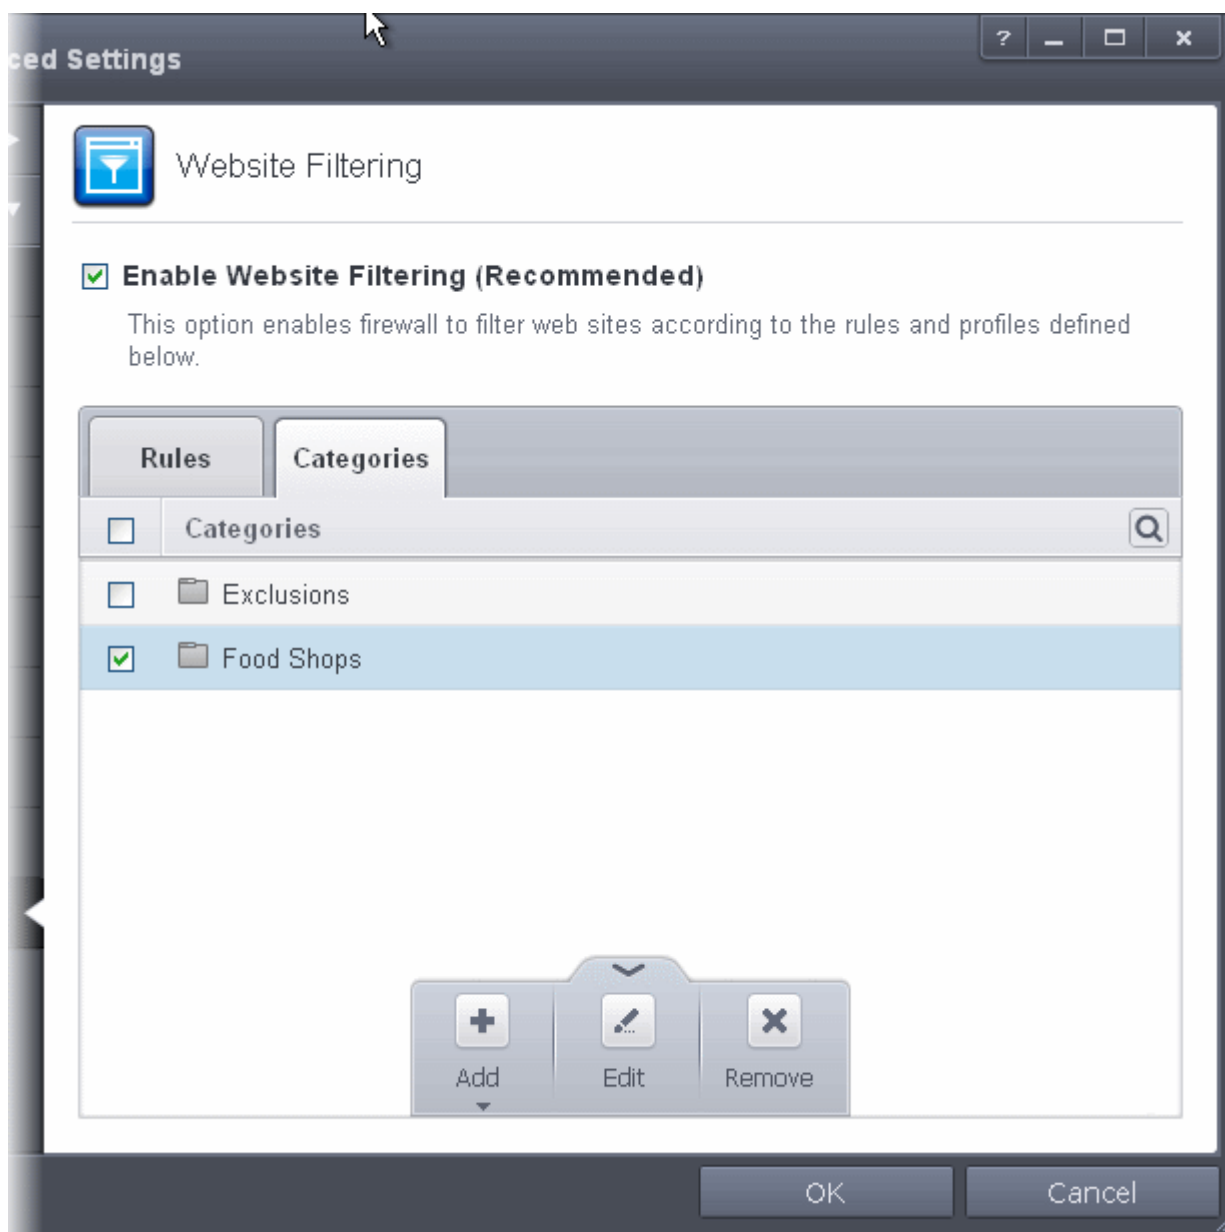 ced Settings
?
Website Filtering
Enable Website Filtering (Recommended)
This option enables firewall to filter web sites according to the rules and profiles defined
below.
Rules
Categories
Categories
Exclusions
Food Shops
Add
Edit
Remove
OK
Cancel